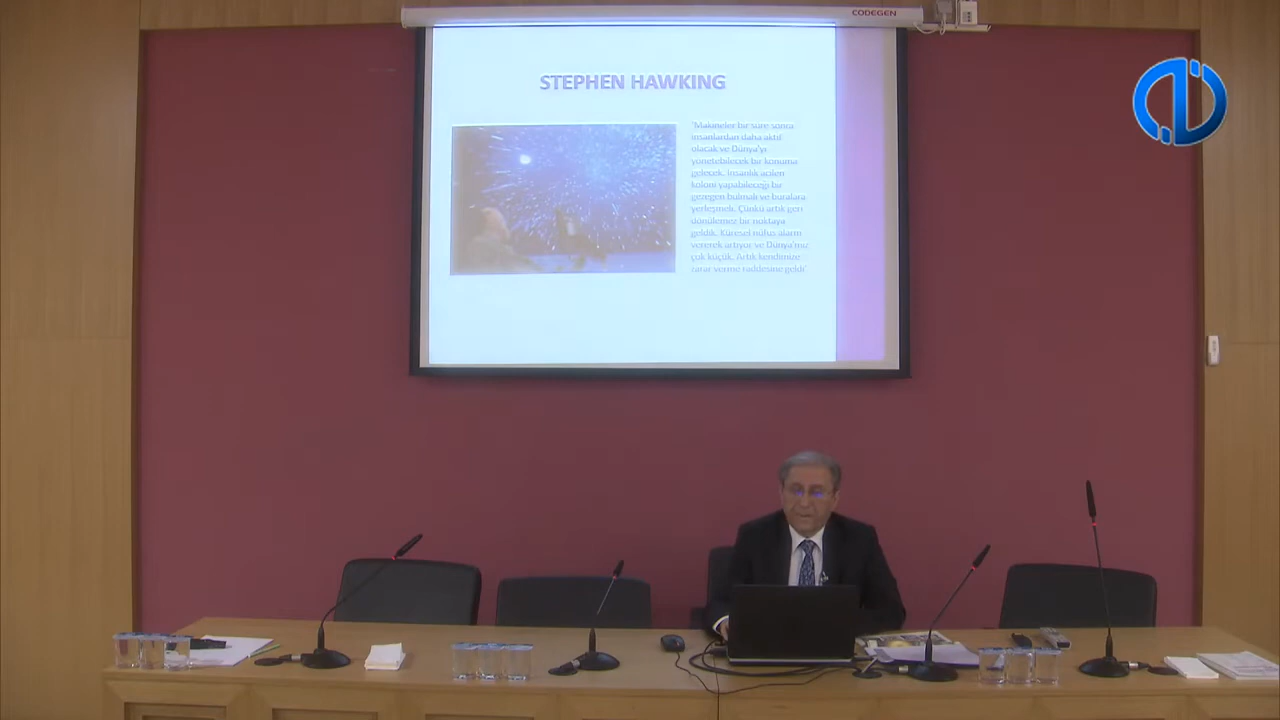 CODEGEN
STEPHEN HAWKING
'Makineler bir süre sonra
insanlardan daha aktif
olacak ve Dünya'yı
yönetebilecek bir konuma
gelecek. İnsanlık acilen
koloni yapabileceği bir
gezegen bulmalı ve buralara
yerleşmeli. Çünkü artık geri
dönülemez bir noktaya
geldik. Küresel nüfus alarm
vererek artıyor ve Dünya'mız
çok küçük. Artık kendimize
zarar verme raddesine geldi'